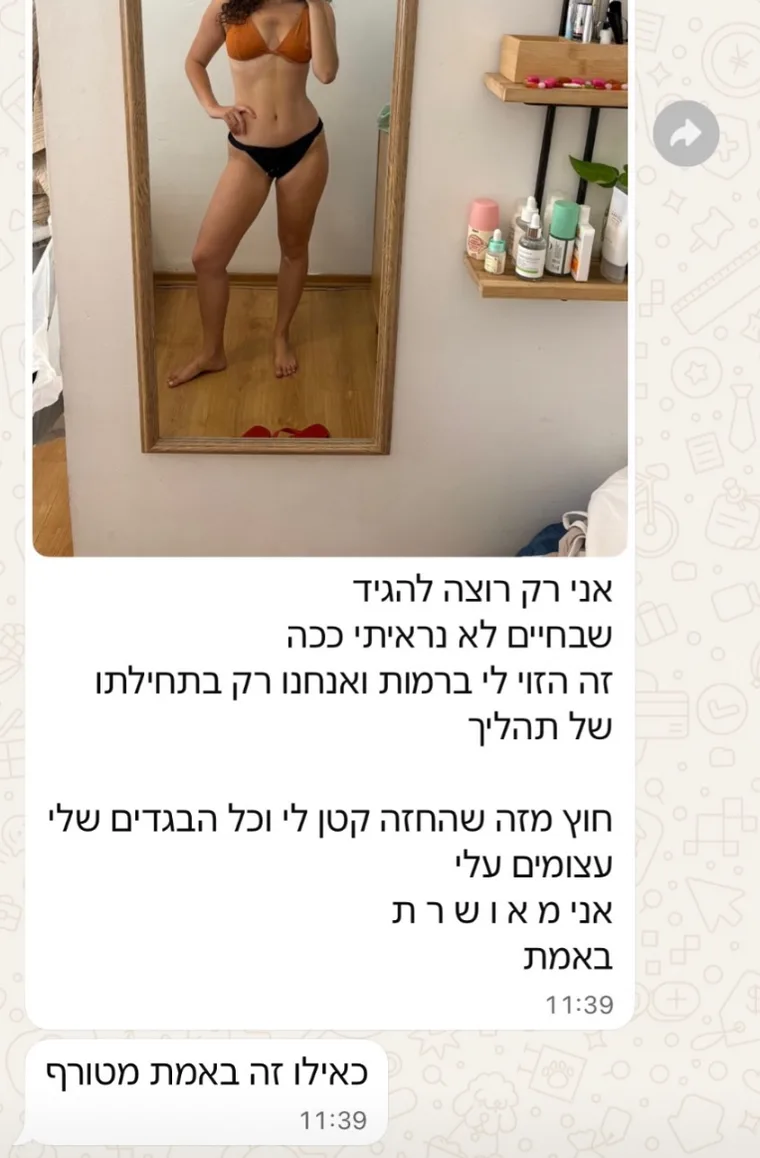 אני רק רוצה להגיד
שבחיים לא נראיתי ככה
זה הזוי לי ברמות ואנחנו רק בתחילתו
של תהליך
חוץ מזה שהחזה קטן לי וכל הבגדים שלי
עצומים עלי
אני מ א ו ש ר ת
באמת
11:39
כאילו זה באמת מטורף
11:39